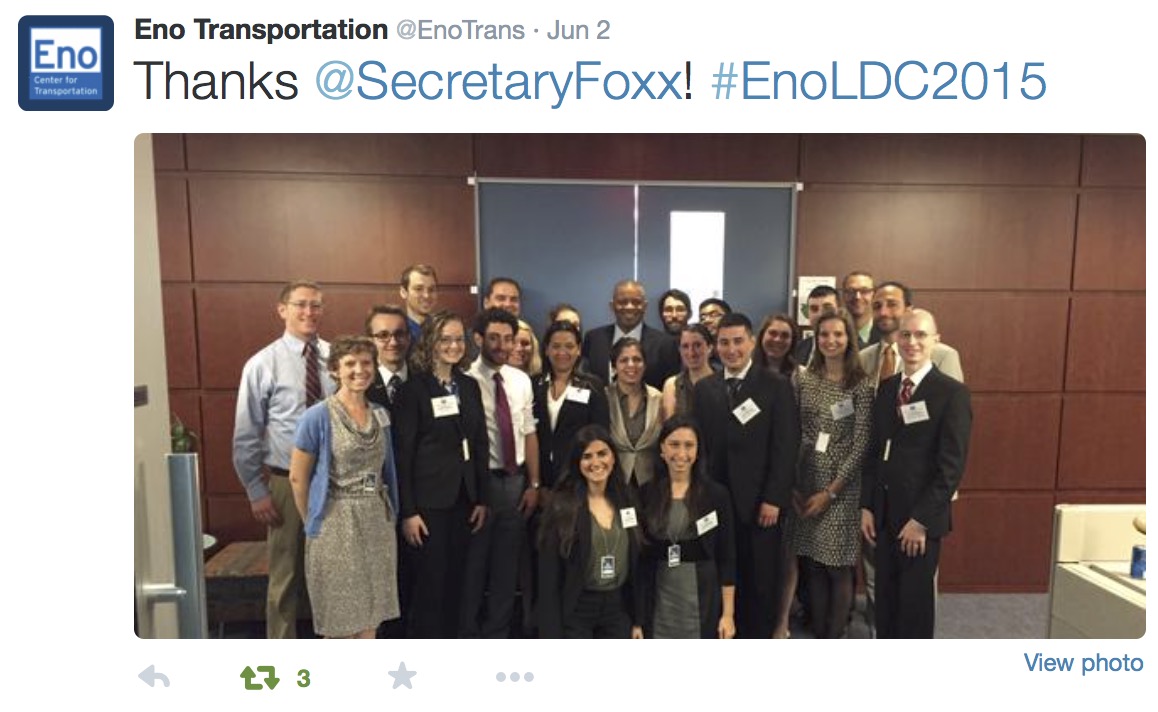 Eno Transportation @EnoTrans · Jun 2
Eno
Center for
Transportation
Thanks @SecretaryFoxx! #EnoLDC2015
3
View photo